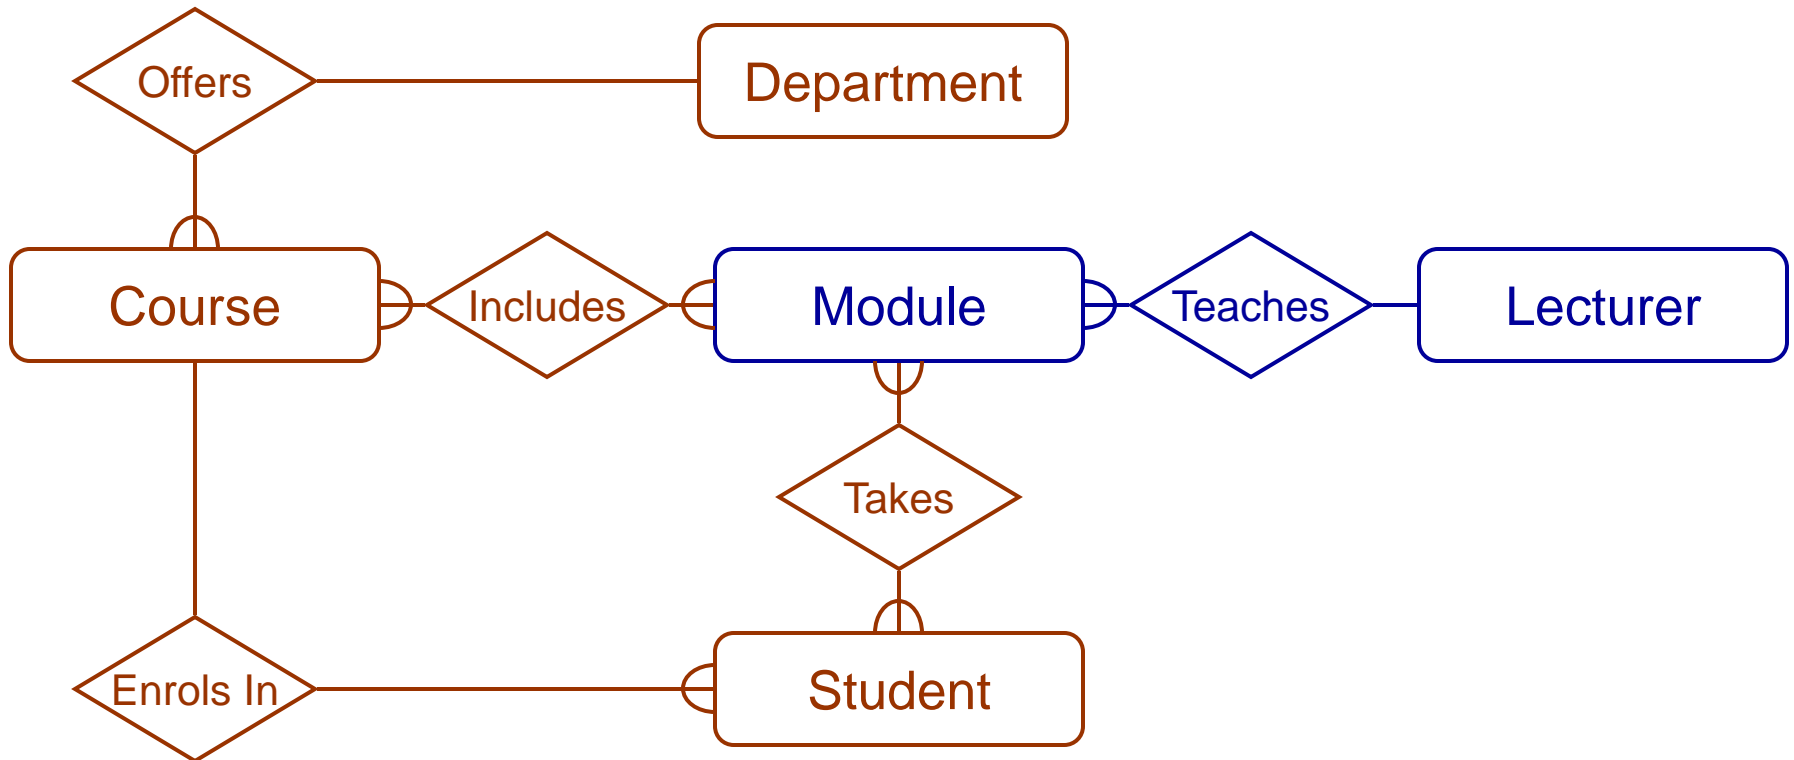 Offers
Department
Course
Includes
Module
Teaches
Lecturer
Takes
Enrols In
Student